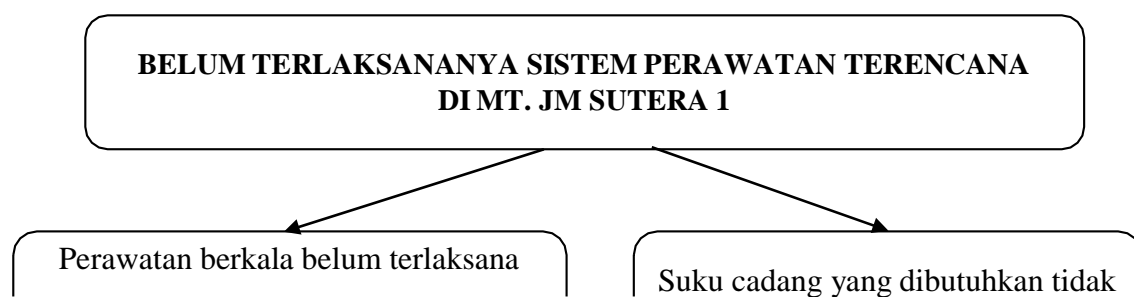 BELUM TERLAKSANANYA SISTEM PERAWATAN TERENCANA
DI MT. JM SUTERA 1
Perawatan berkala belum terlaksana
Suku cadang yang dibutuhkan tidak